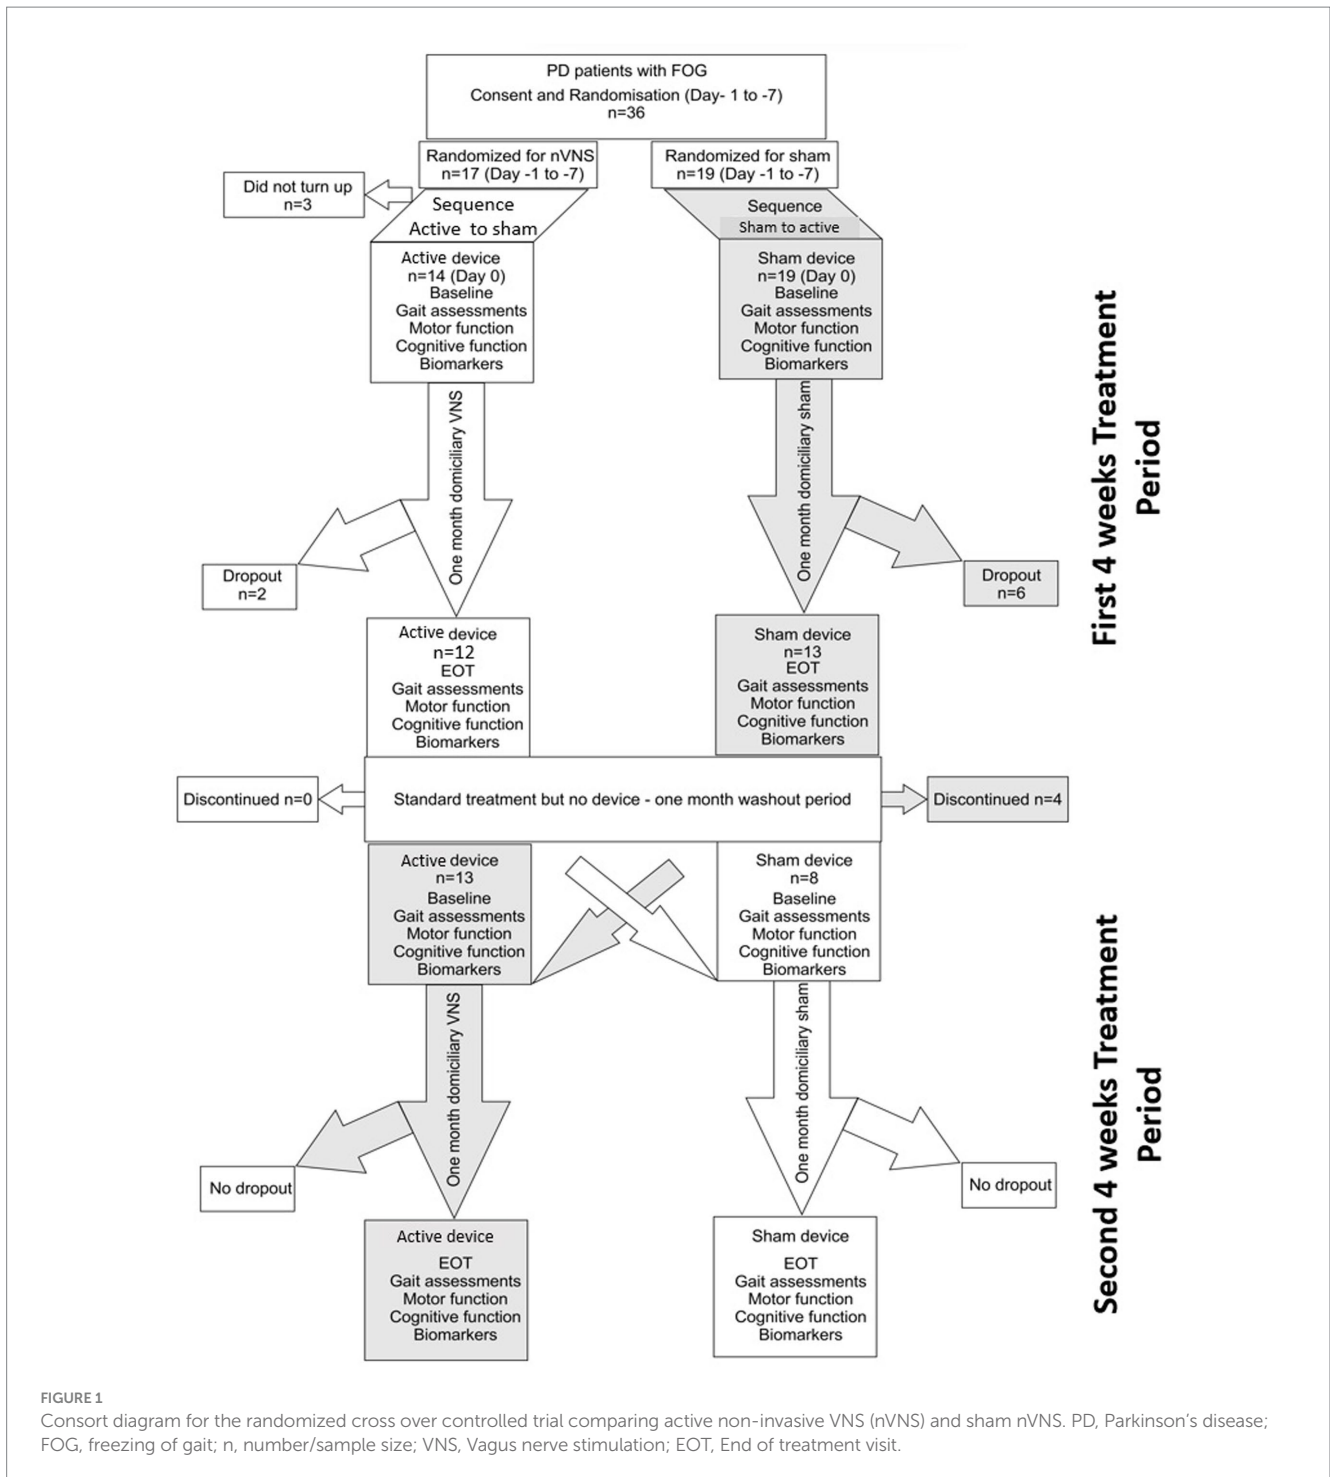 PD patients with FOG
Consent and Randomisation (Day- 1 to -7)
n=36
Randomized for nVNS
n=17 (Day -1 to -7)
Randomized for sham
n=19 (Day -1 to -7)
Did not turn up
n=3
Sequence
Active to sham
Sequence
Sham to active
Active device
n=14 (Day 0)
Baseline
Gait assessments
Motor function
Cognitive function
Biomarkers
Sham device
n=19 (Day 0)
Baseline
Gait assessments
Motor function
Cognitive function
Biomarkers
One month domiciliary VNS
One month domiciliary sham
First 4 weeks Treatment
Period
Dropout
n=2
Dropout
n=6
Active device
n=12
EOT
Gait assessments
Motor function
Cognitive function
Biomarkers
Sham device
n=13
EOT
Gait assessments
Motor function
Cognitive function
Biomarkers
Discontinued n=0
Standard treatment but no device - one month washout period
Discontinued n=4
Active device
n=13
Baseline
Gait assessments
Motor function
Cognitive function
Biomarkers
Sham device
n=8
Baseline
Gait assessments
Motor function
Cognitive function
Biomarkers
One month domiciliary VNS
One month domiciliary sham
Second 4 weeks Treatment
Period
No dropout
No dropout
Active device
EOT
Gait assessments
Motor function
Cognitive function
Biomarkers
Sham device
EOT
Gait assessments
Motor function
Cognitive function
Biomarkers
FIGURE 1
Consort diagram for the randomized cross over controlled trial comparing active non-invasive VNS (nVNS) and sham nVNS. PD, Parkinson's disease;
FOG, freezing of gait; n, number/sample size; VNS, Vagus nerve stimulation; EOT, End of treatment visit.